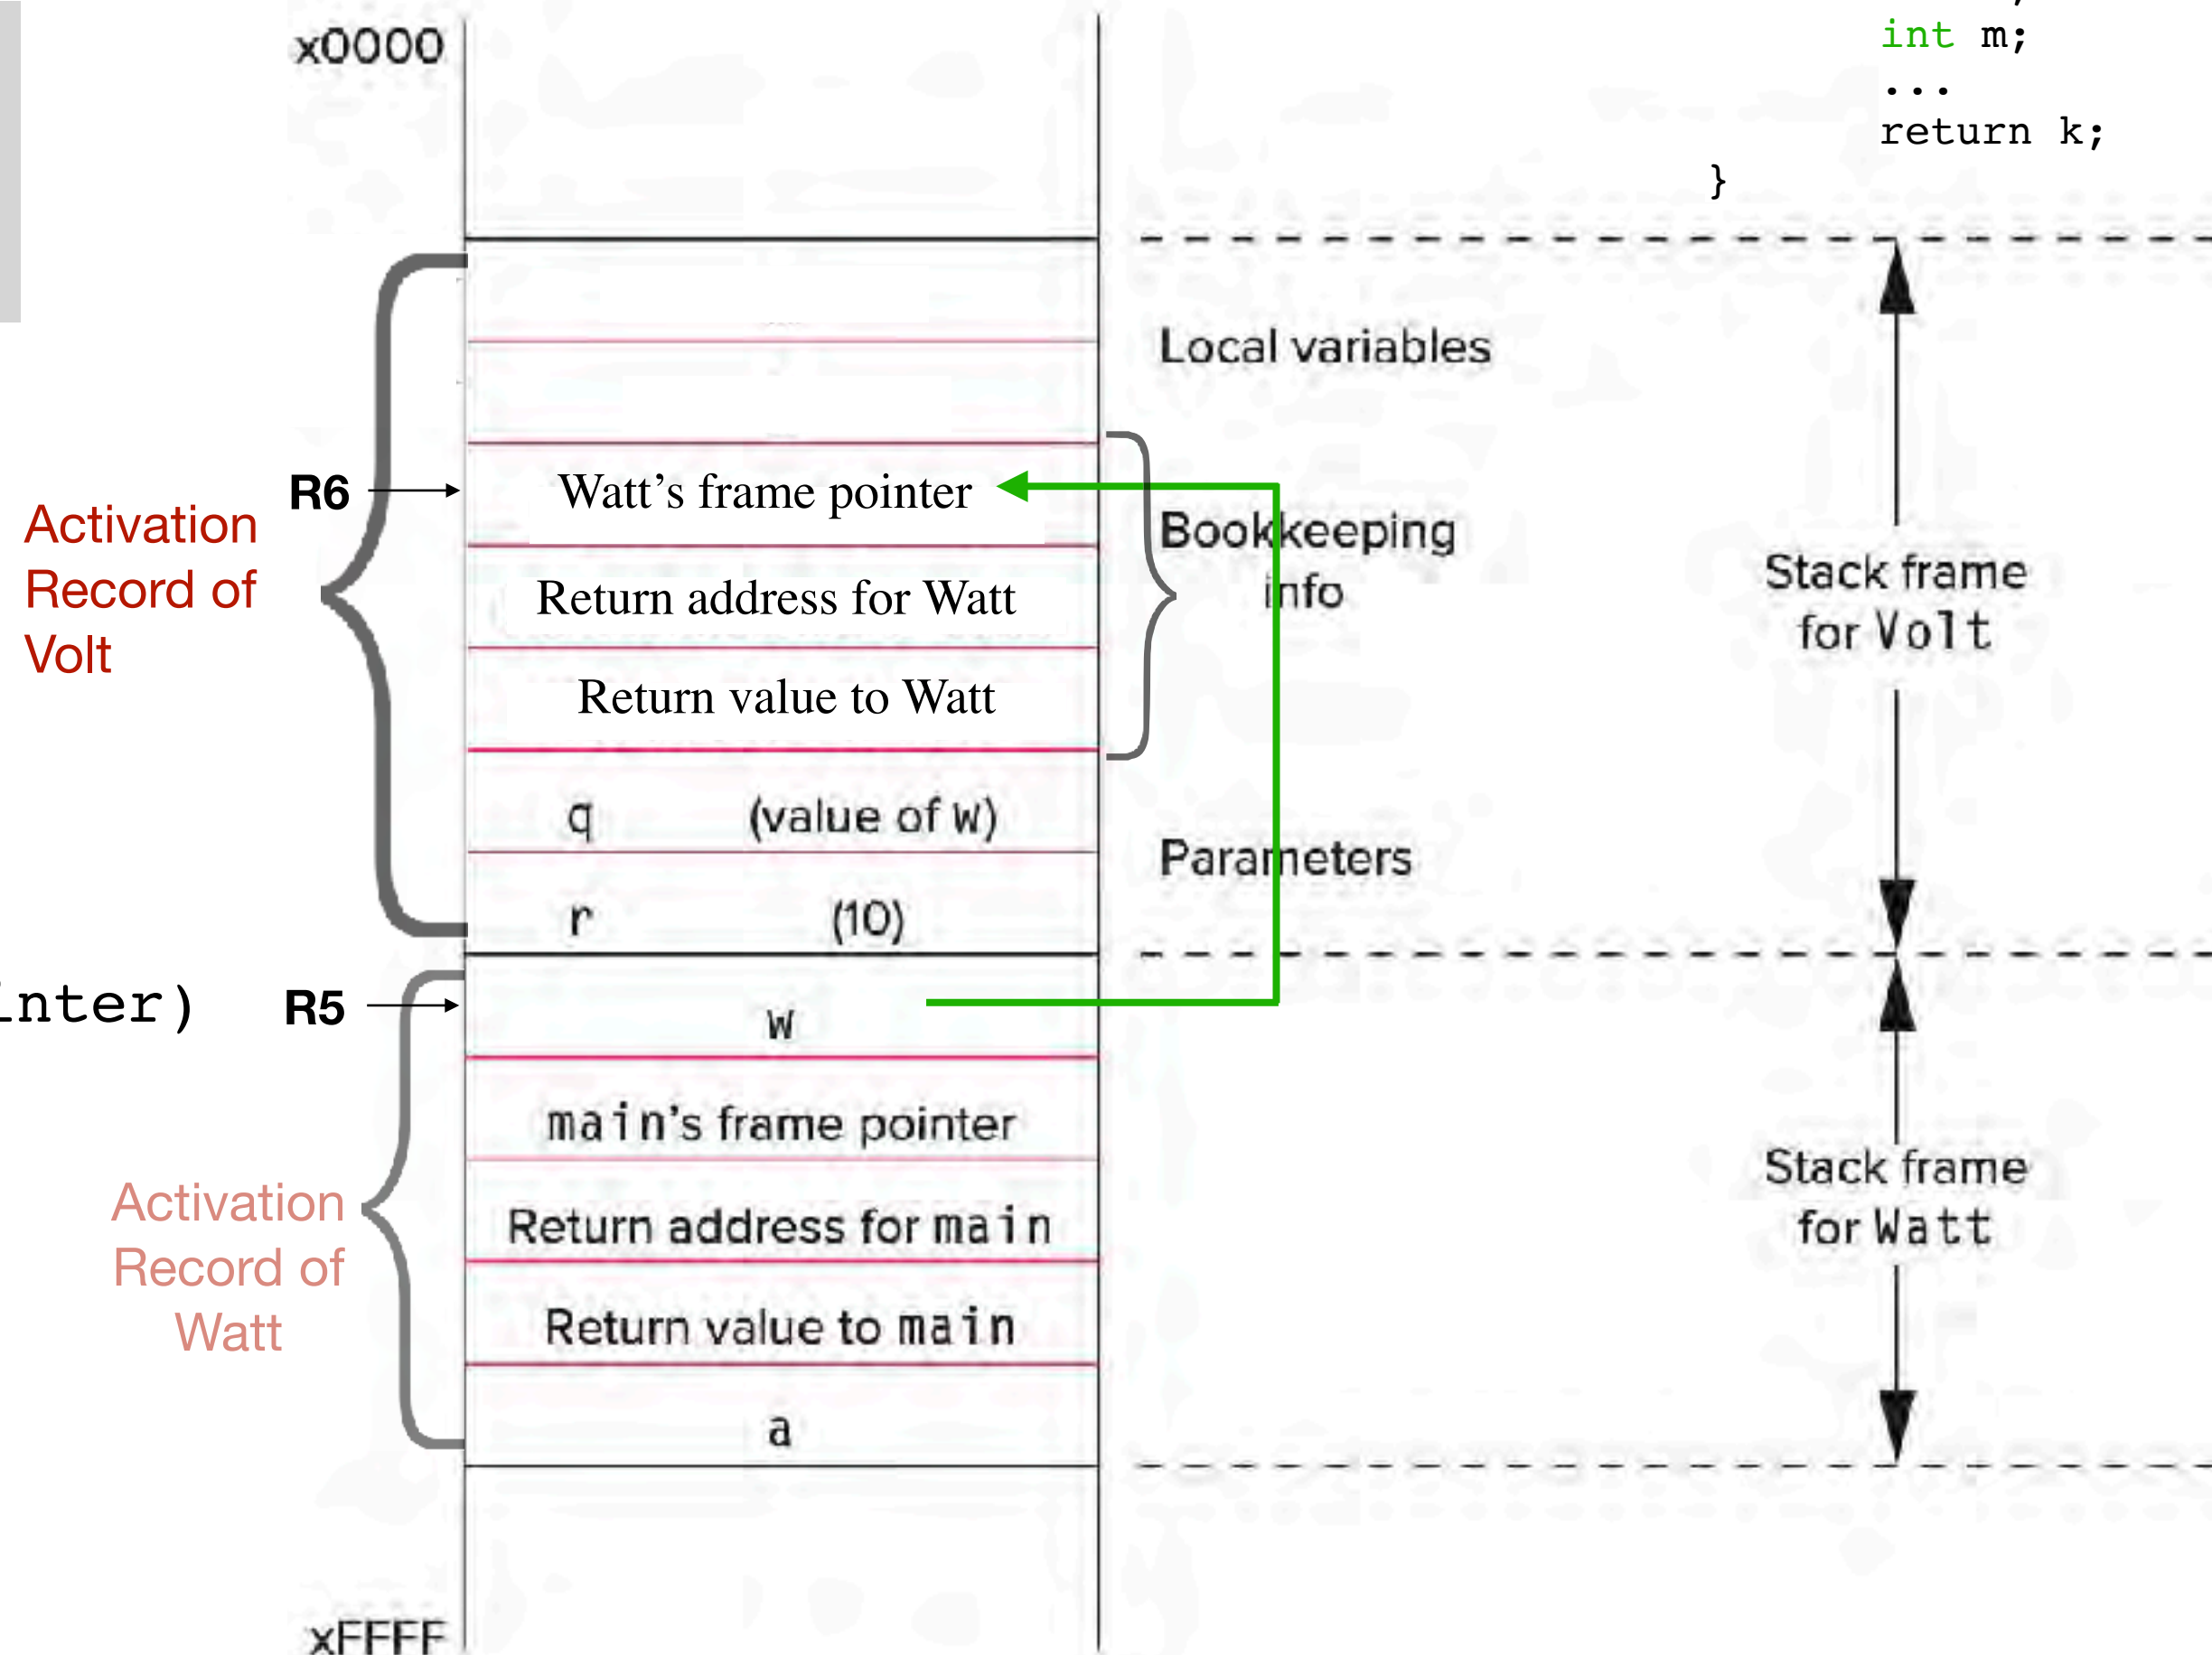 x0000
int m;
...
return k;
}
Local variables
R6
Watt's frame pointer
Activation
Record of
Volt
Bookkeeping
info
Stack frame
for Volt
Return address for Watt
Return value to Watt
q (value of w)
Parameters
r (10)
inter)
R5
w
main's frame pointer
Activation
Record of
Watt
Return address for main
Stack frame
for Watt
Return value to main
a
xFFFF